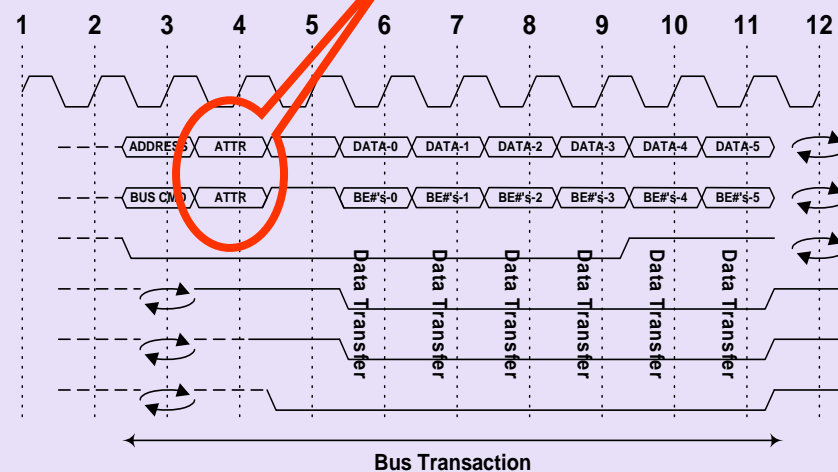 1 2 3 4 5 6 7 8 9 10 11 12
ADDRESS ATTR DATA-0 DATA-1 DATA-2 DATA-3 DATA-4 DATA-5
BUS CMD ATTR BE#'s-0 BE#'s-1 BE#'s-2 BE#'s-3 BE#'s-4 BE#'s-5
Data Transfer
Data Transfer
Data Transfer
Data Transfer
Data Transfer
Data Transfer
Bus Transaction